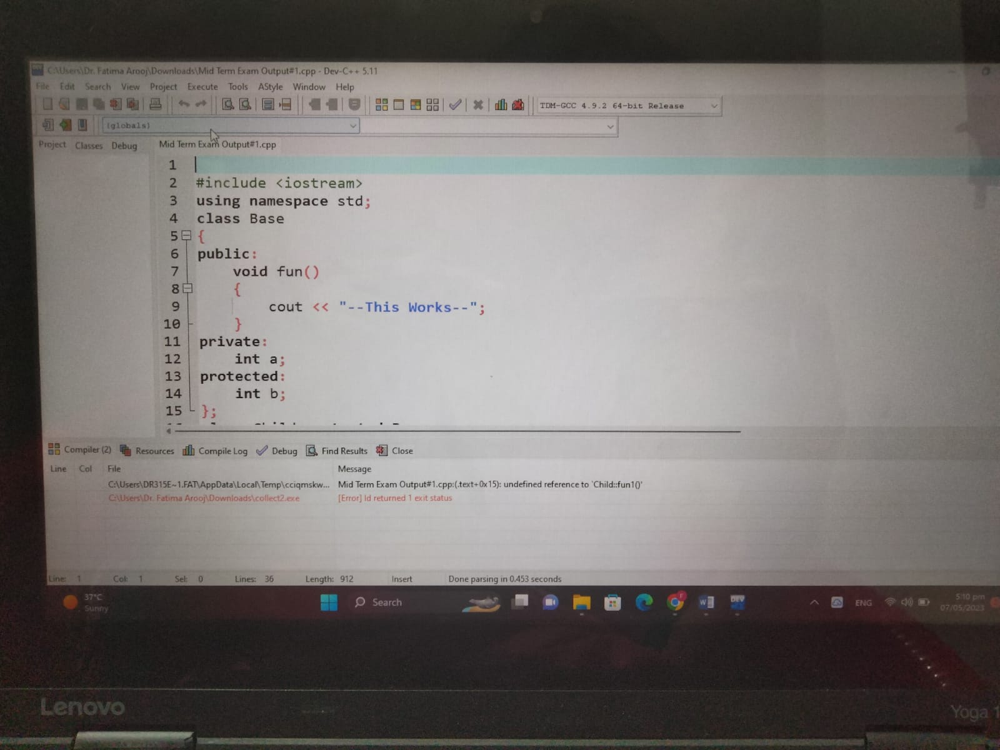 C:\Users\Dr. Fatima Arooj\Downloads\Mid Term Exam Output#1.cpp - Dev-C++ 5.11
File Edit Search View Project Execute Tools AStyle Window Help
TDM-GCC 4.9.2 64-bit Release
(globals)
Project Classes Debug Mid Term Exam Output#1.cpp
1
2 #include <iostream>
3 using namespace std;
4 class Base
5 {
6 public:
7 void fun()
8 {
9 cout << "--This Works--";
10 }
11 private:
12 int a;
13 protected:
14 int b;
15 };
Compiler (2) Resources Compile Log Debug Find Results Close
Line Col File Message
C:\Users\DR315E~1.FAT\AppData\Local\Temp\cciqmskw... Mid Term Exam Output#1.cpp:(.text+0x15): undefined reference to `Child::fun1()'
C:\Users\Dr. Fatima Arooj\Downloads\collect2.exe [Error] ld returned 1 exit status
Line: 1 Col: 1 Sel: 0 Lines: 36 Length: 912 Insert Done parsing in 0.453 seconds
37°C
Sunny
Search
W
DEV
ENG
5:10 pm
07/05/2023
Lenovo
Yoga 1